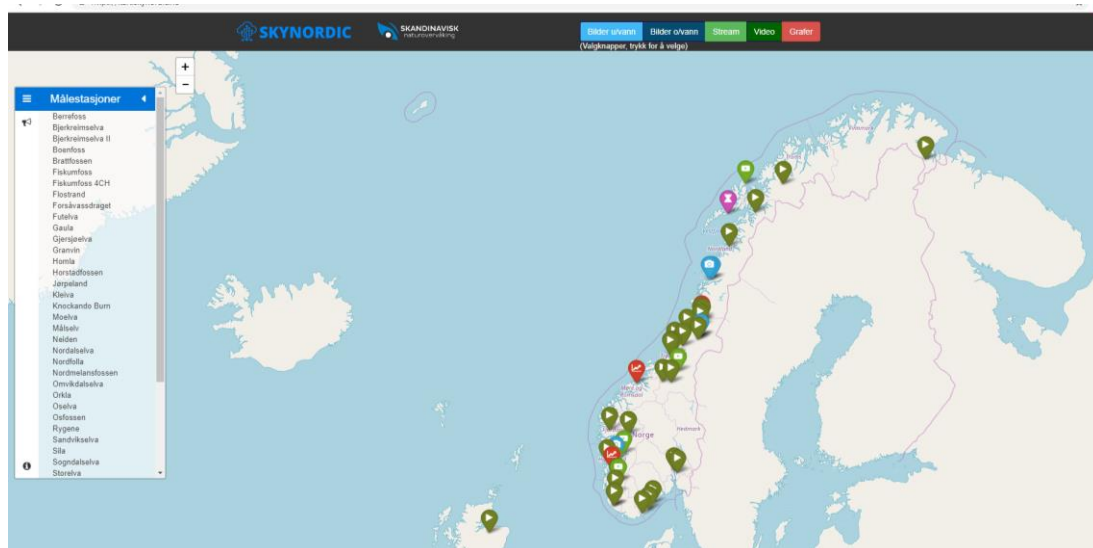 SKYNORDIC
SKANDINAVISK
naturovervåking
Bilder u/vann
Bilder o/vann
Stream
Video
Grafer
(Valgknapper, trykk for å velge)
+
−
Målestasjoner
Berrefoss
Bjerkreimselva
Bjerkreimselva II
Boenfoss
Brattfossen
Fiskumfoss
Fiskumfoss 4CH
Flostrand
Forsåvassdraget
Futelva
Gaula
Gjersjøelva
Granvin
Homla
Horstadfossen
Jørpeland
Kleiva
Knockando Burn
Moelva
Målselv
Neiden
Nordalselva
Nordfolla
Nordmelansfossen
Omvikdalselva
Orkla
Oselva
Osfossen
Rygene
Sandvikselva
Sila
Sogndalselva
Storelva
Norge
Hedmark